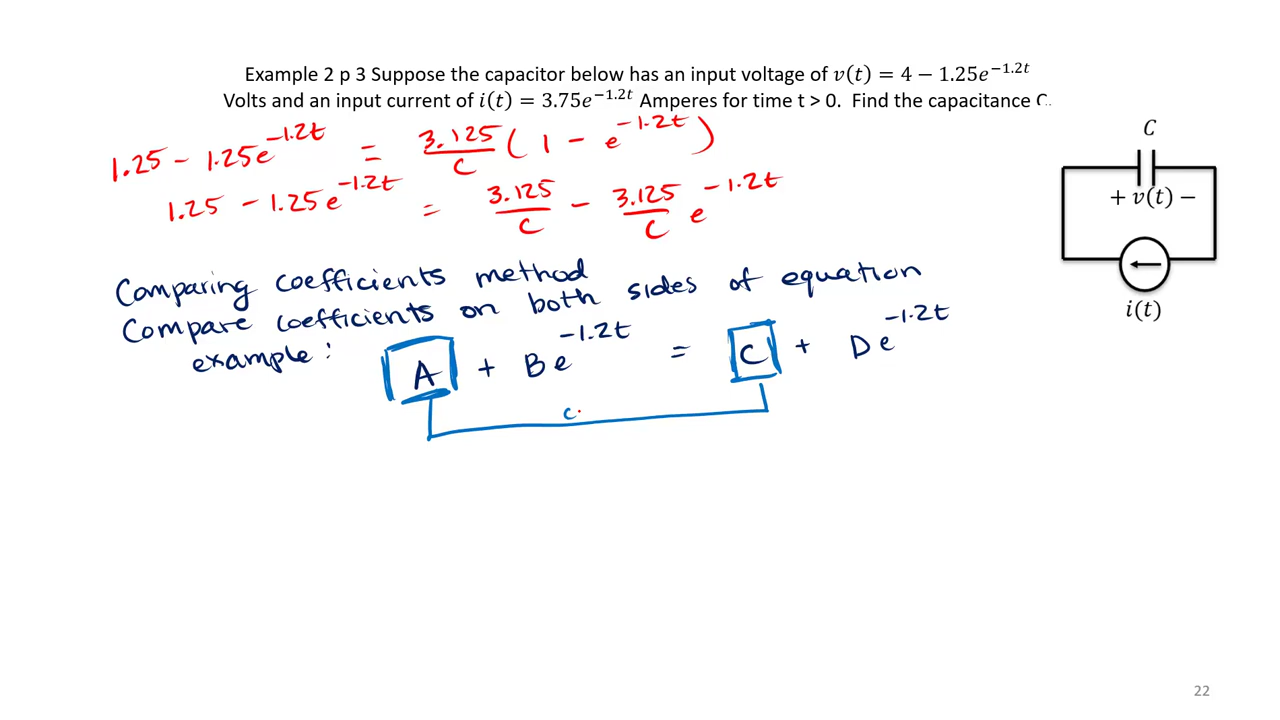 Example 2 p 3 Suppose the capacitor below has an input voltage of v(t) = 4 − 1.25e^{−1.2t}
Volts and an input current of i(t) = 3.75e^{−1.2t} Amperes for time t > 0. Find the capacitance C.
1.25 − 1.25e^{−1.2t} = 3.125/C (1 − e^{−1.2t})
1.25 − 1.25e^{−1.2t} = 3.125/C − 3.125/C e^{−1.2t}
Comparing coefficients method
Compare coefficients on both sides of equation
example: A + Be^{−1.2t} = C + De^{−1.2t}
C
+ v(t) −
i(t)
22